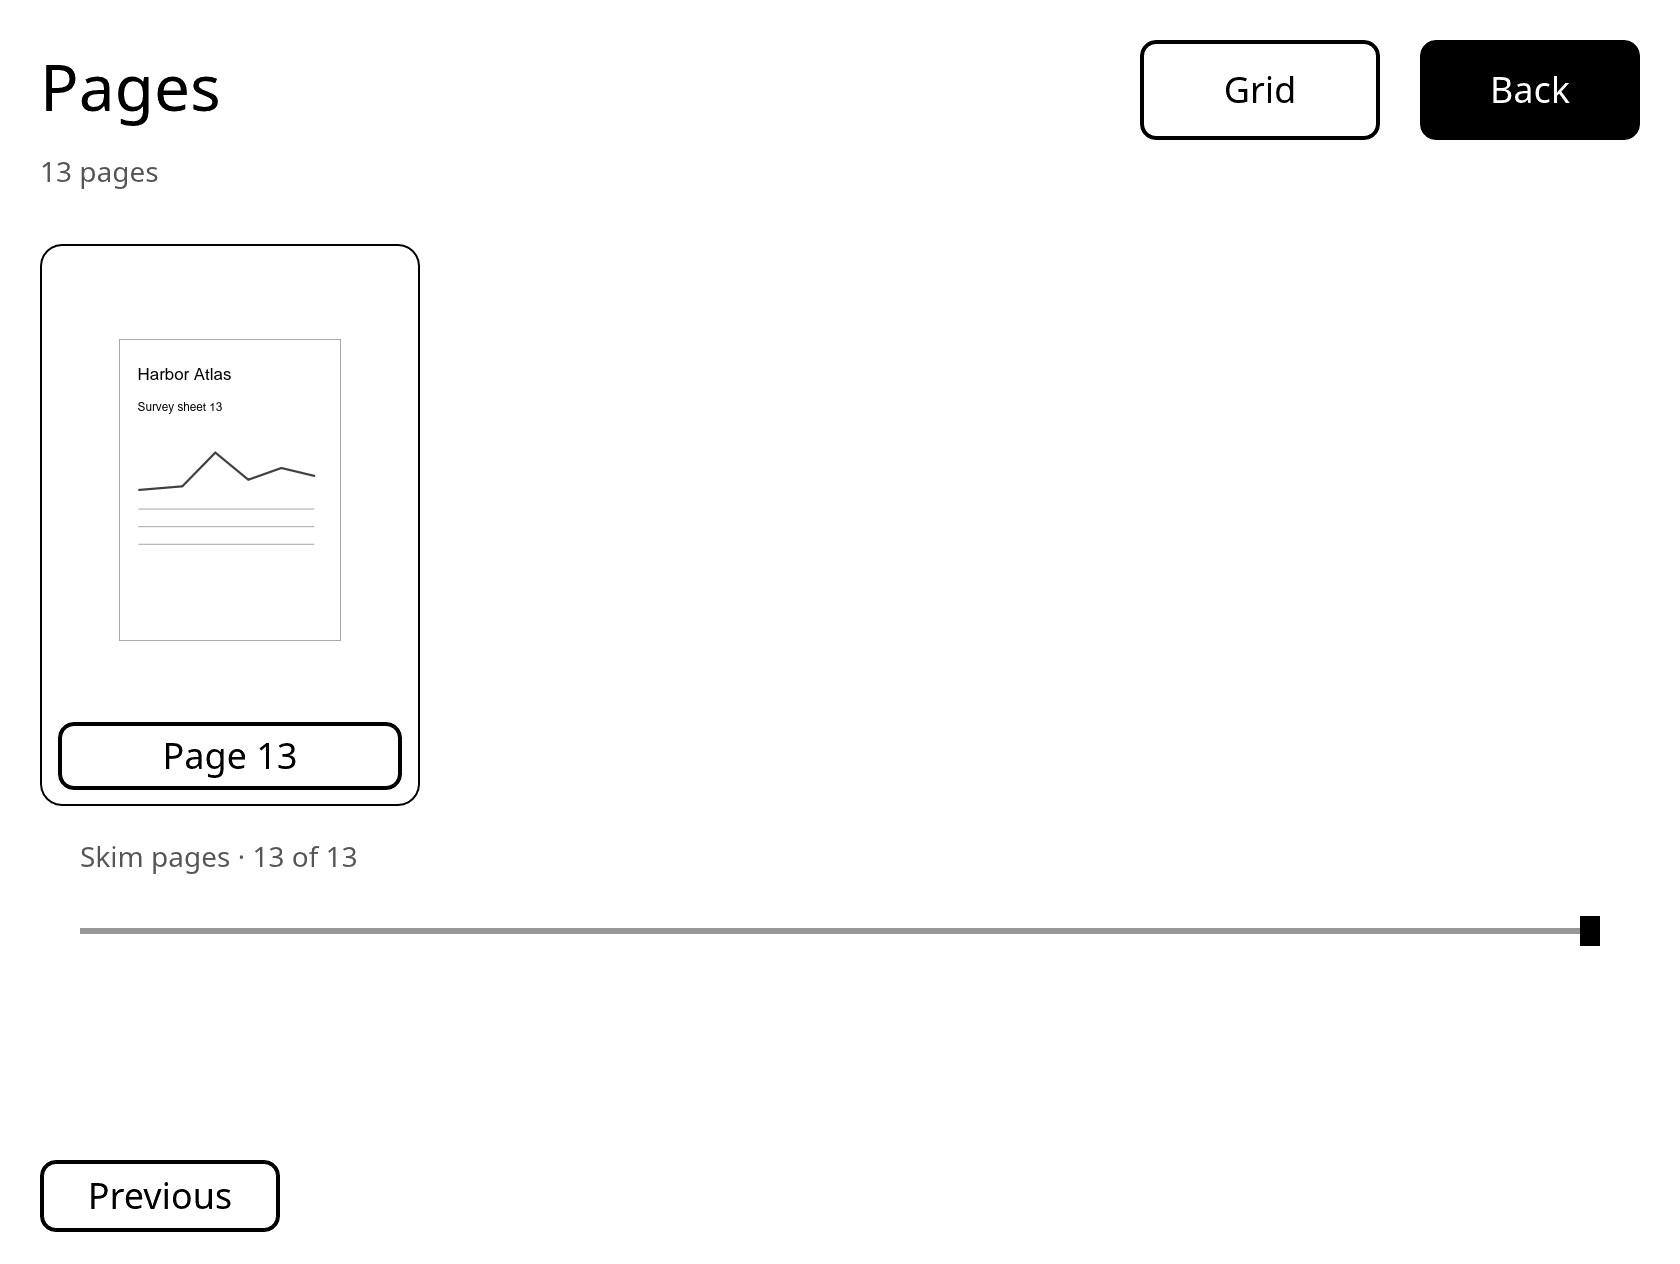 Pages
Grid
Back
13 pages
Harbor Atlas
Survey sheet 13
Page 13
Skim pages · 13 of 13
Previous